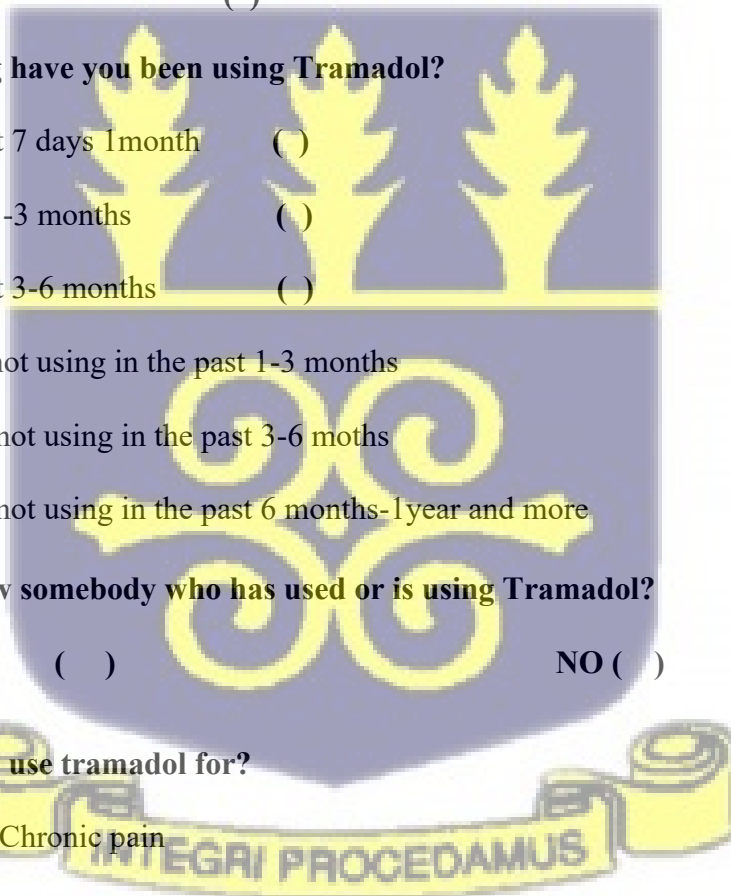 ( )
have you been using Tramadol?
7 days 1month ( )
-3 months ( )
3-6 months ( )
not using in the past 1-3 months
not using in the past 3-6 moths
not using in the past 6 months-1year and more
somebody who has used or is using Tramadol?
( ) NO ( )
use tramadol for?
Chronic pain
INTEGRI PROCEDAMUS